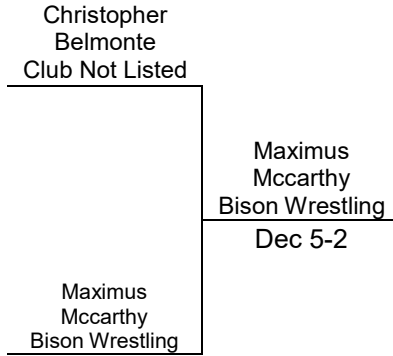 Christopher
Belmonte
Club Not Listed
Maximus
Mccarthy
Bison Wrestling
Dec 5-2
Maximus
Mccarthy
Bison Wrestling